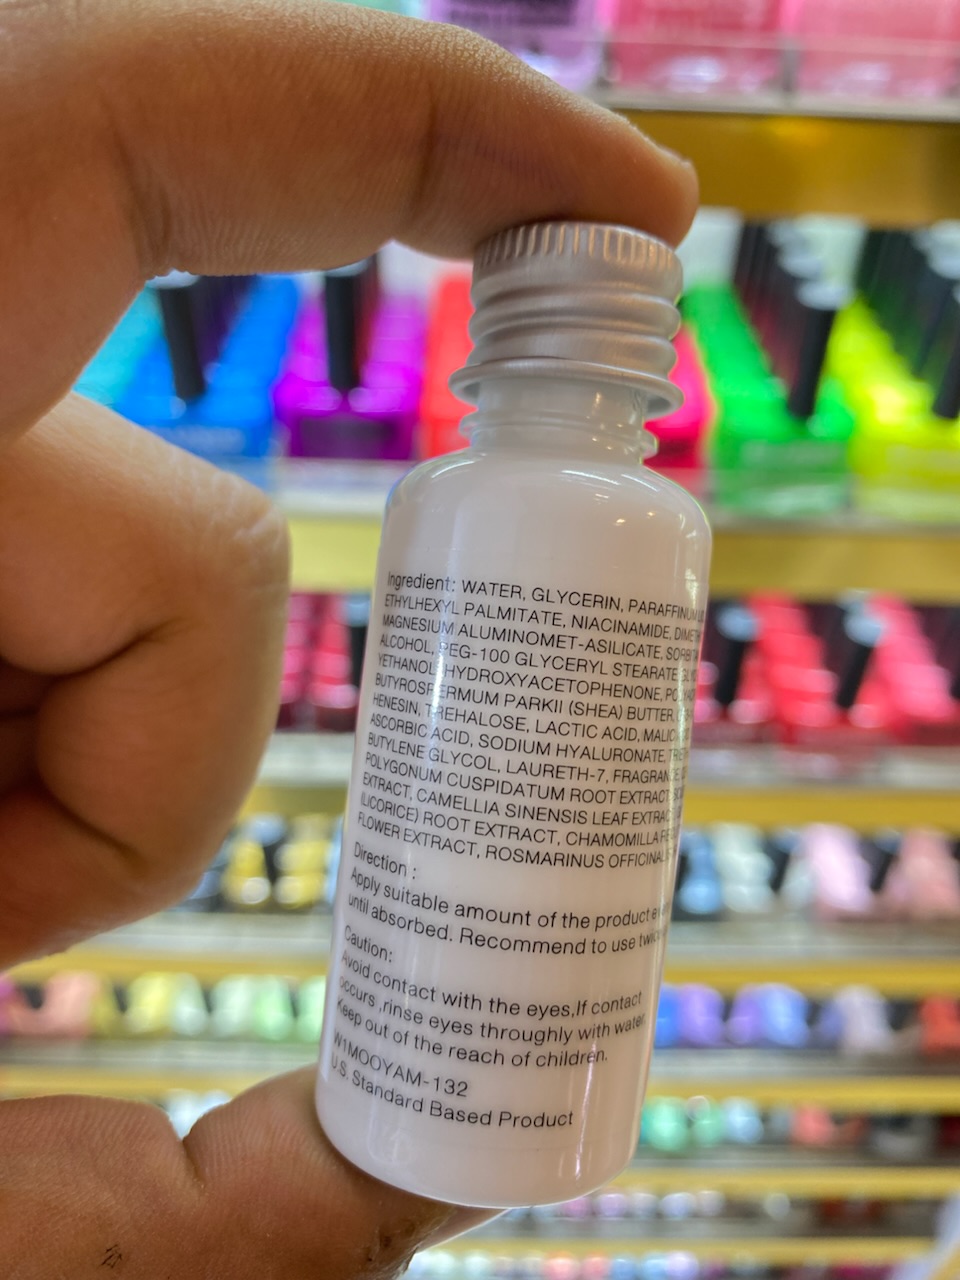 Ingredient: WATER, GLYCERIN, PARAFFINUM
ETHYLHEXYL PALMITATE, NIACINAMIDE,
MAGNESIUM ALUMINOMET-ASILICATE,
ALCOHOL, PEG-100 GLYCERYL STEARATE
YETHANOL, HYDROXYACETOPHENONE,
BUTYROSPERMUM PARKII (SHEA) BUTTER,
HENESIN, TREHALOSE, LACTIC ACID, MALIC
ASCORBIC ACID, SODIUM HYALURONATE,
BUTYLENE GLYCOL, LAURETH-7, FRAGRANCE,
POLYGONUM CUSPIDATUM ROOT EXTRACT
EXTRACT, CAMELLIA SINENSIS LEAF EXTRACT
(LICORICE) ROOT EXTRACT, CHAMOMILLA
FLOWER EXTRACT, ROSMARINUS
Direction :
Apply suitable amount of the product
until absorbed. Recommend to use
Caution:
Avoid contact with the eyes,If contact
occurs ,rinse eyes throughly with water.
Keep out of the reach of children.
W1MOOYAM-132
U.S. Standard Based Product